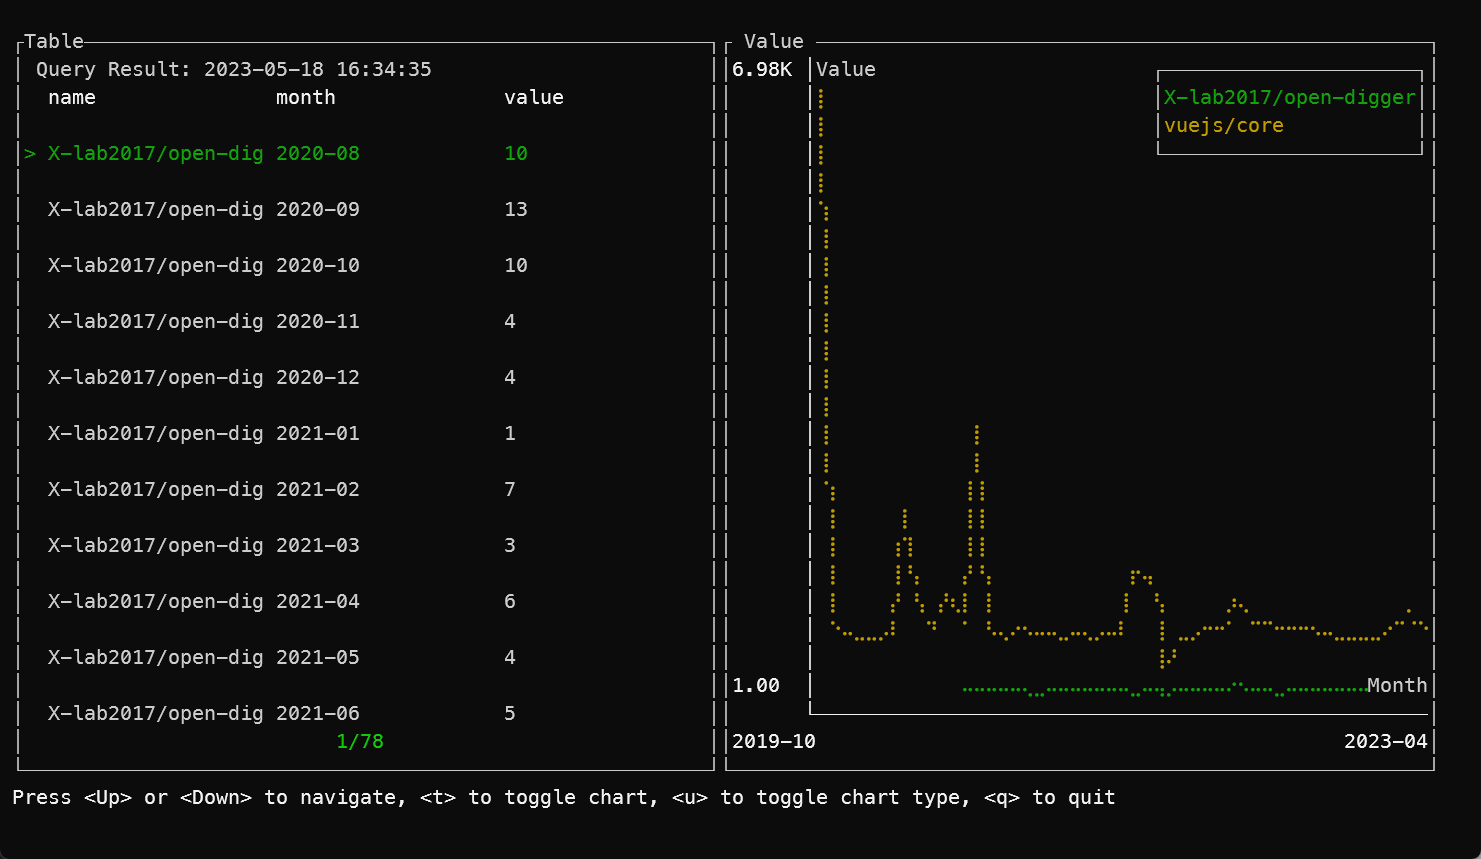 Table
Query Result: 2023-05-18 16:34:35
name month value
> X-lab2017/open-dig 2020-08 10
X-lab2017/open-dig 2020-09 13
X-lab2017/open-dig 2020-10 10
X-lab2017/open-dig 2020-11 4
X-lab2017/open-dig 2020-12 4
X-lab2017/open-dig 2021-01 1
X-lab2017/open-dig 2021-02 7
X-lab2017/open-dig 2021-03 3
X-lab2017/open-dig 2021-04 6
X-lab2017/open-dig 2021-05 4
X-lab2017/open-dig 2021-06 5
1/78
Value
6.98K Value
X-lab2017/open-digger
vuejs/core
1.00 Month
2019-10 2023-04
Press <Up> or <Down> to navigate, <t> to toggle chart, <u> to toggle chart type, <q> to quit